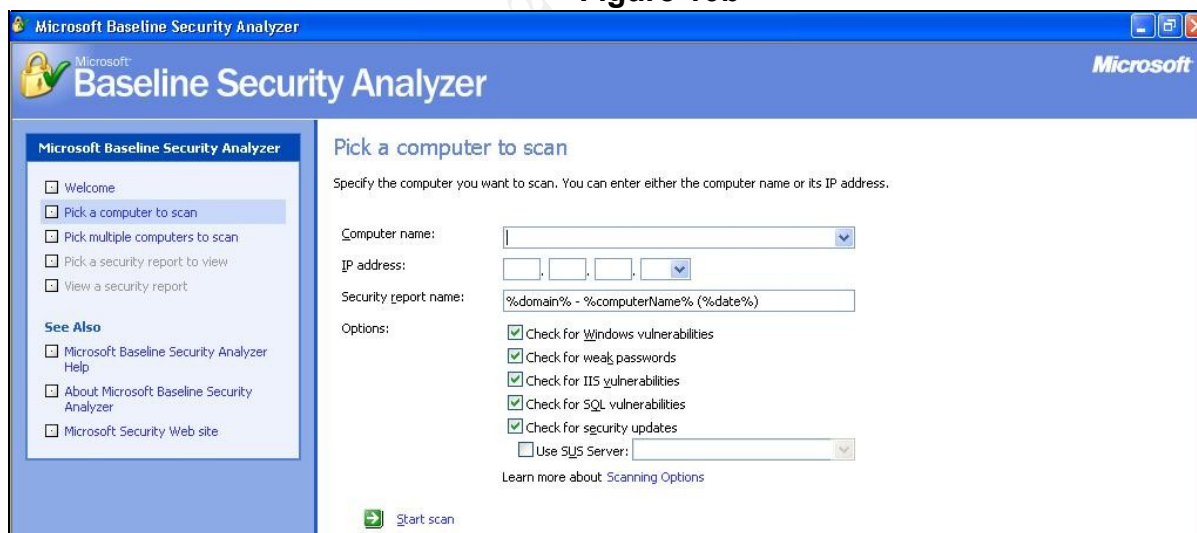 Microsoft Baseline Security Analyzer
Microsoft
Baseline Security Analyzer
Microsoft
Microsoft Baseline Security Analyzer
Welcome
Pick a computer to scan
Pick multiple computers to scan
Pick a security report to view
View a security report
See Also
Microsoft Baseline Security Analyzer
Help
About Microsoft Baseline Security
Analyzer
Microsoft Security Web site
Pick a computer to scan
Specify the computer you want to scan. You can enter either the computer name or its IP address.
Computer name:
IP address:
Security report name:
%domain% - %computerName% (%date%)
Options:
Check for Windows vulnerabilities
Check for weak passwords
Check for IIS vulnerabilities
Check for SQL vulnerabilities
Check for security updates
Use SUS Server:
Learn more about Scanning Options
Start scan